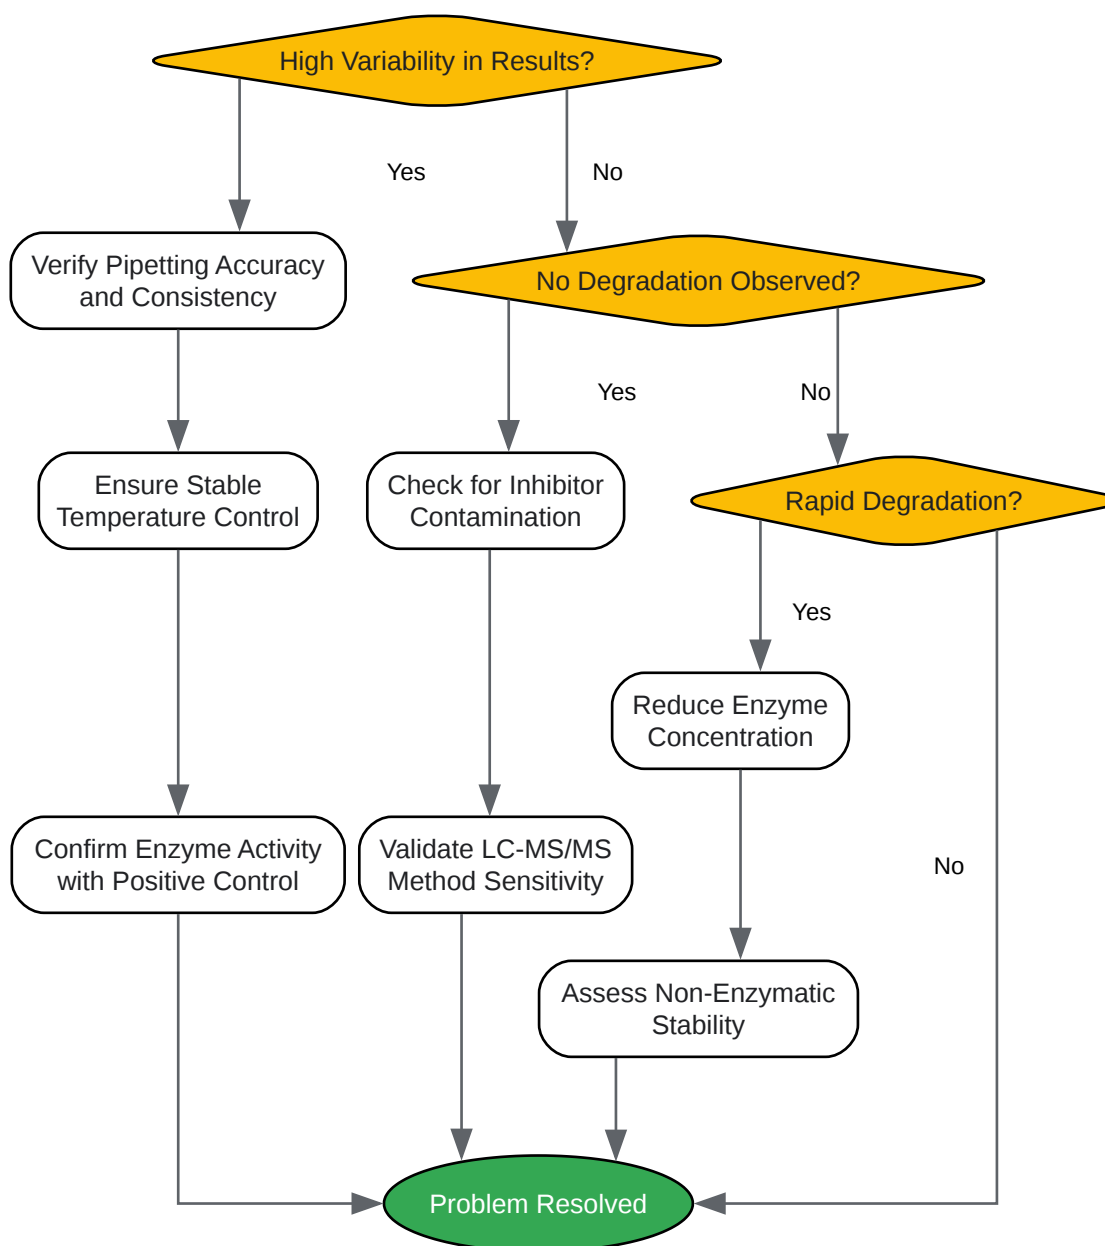 High Variability in Results?
Yes
No
Verify Pipetting Accuracy
and Consistency
No Degradation Observed?
Yes
No
Ensure Stable
Temperature Control
Check for Inhibitor
Contamination
Rapid Degradation?
Yes
Reduce Enzyme
Concentration
Confirm Enzyme Activity
with Positive Control
Validate LC-MS/MS
Method Sensitivity
No
Assess Non-Enzymatic
Stability
Problem Resolved